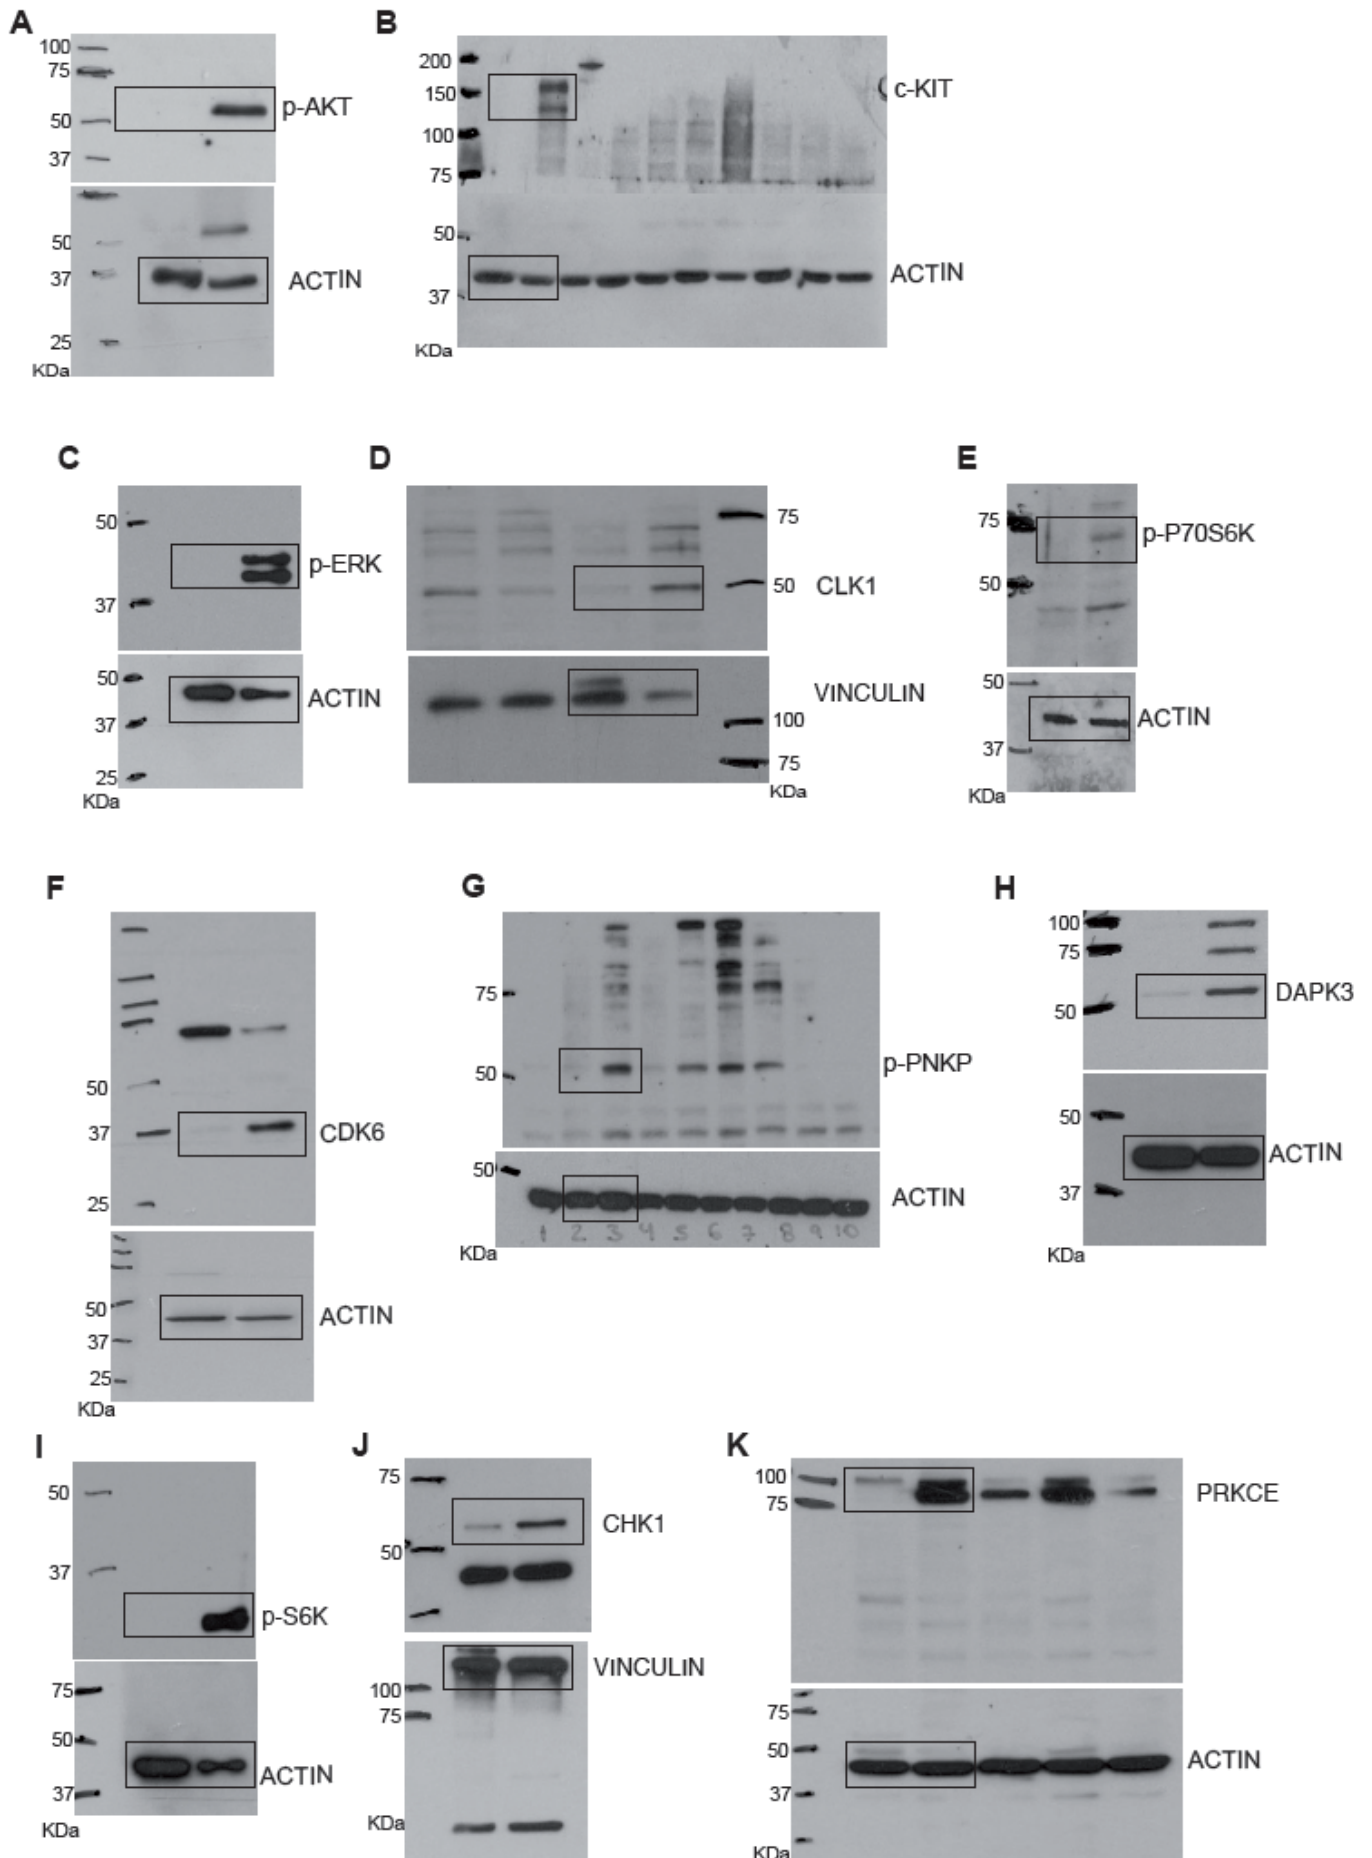 A
100
75
50
37
p-AKT
50
37
25
KDa
ACTIN
B
200
150
100
75
50
37
KDa
c-KIT
ACTIN
C
50
37
p-ERK
50
37
25
KDa
ACTIN
D
75
50
CLK1
VINCULIN
100
75
KDa
E
75
50
p-P70S6K
50
37
KDa
ACTIN
F
50
37
25
CDK6
50
37
25
KDa
ACTIN
G
75
50
p-PNKP
50
KDa
ACTIN
1 2 3 4 5 6 7 8 9 10
H
100
75
50
DAPK3
50
37
KDa
ACTIN
I
50
37
p-S6K
75
50
37
KDa
ACTIN
J
75
50
CHK1
VINCULIN
100
75
KDa
K
100
75
PRKCE
75
50
37
KDa
ACTIN